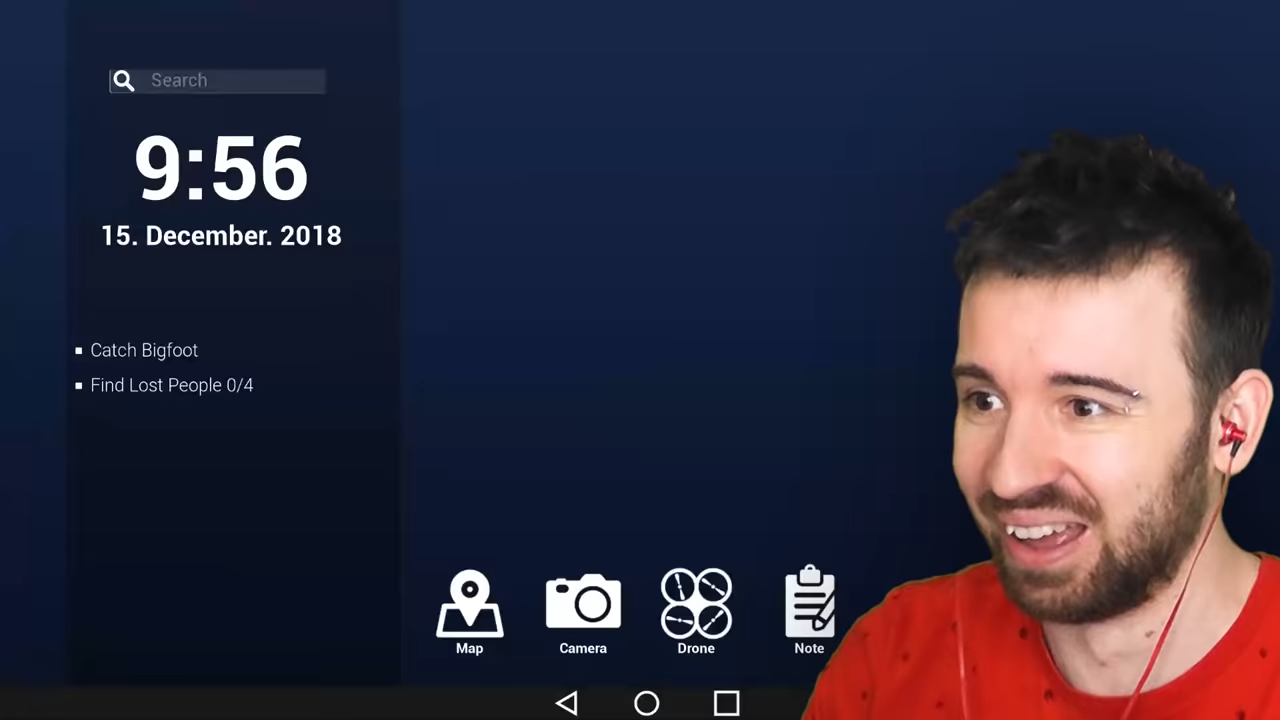 Search
9:56
15. December. 2018
Catch Bigfoot
Find Lost People 0/4
Map
Camera
Drone
Note